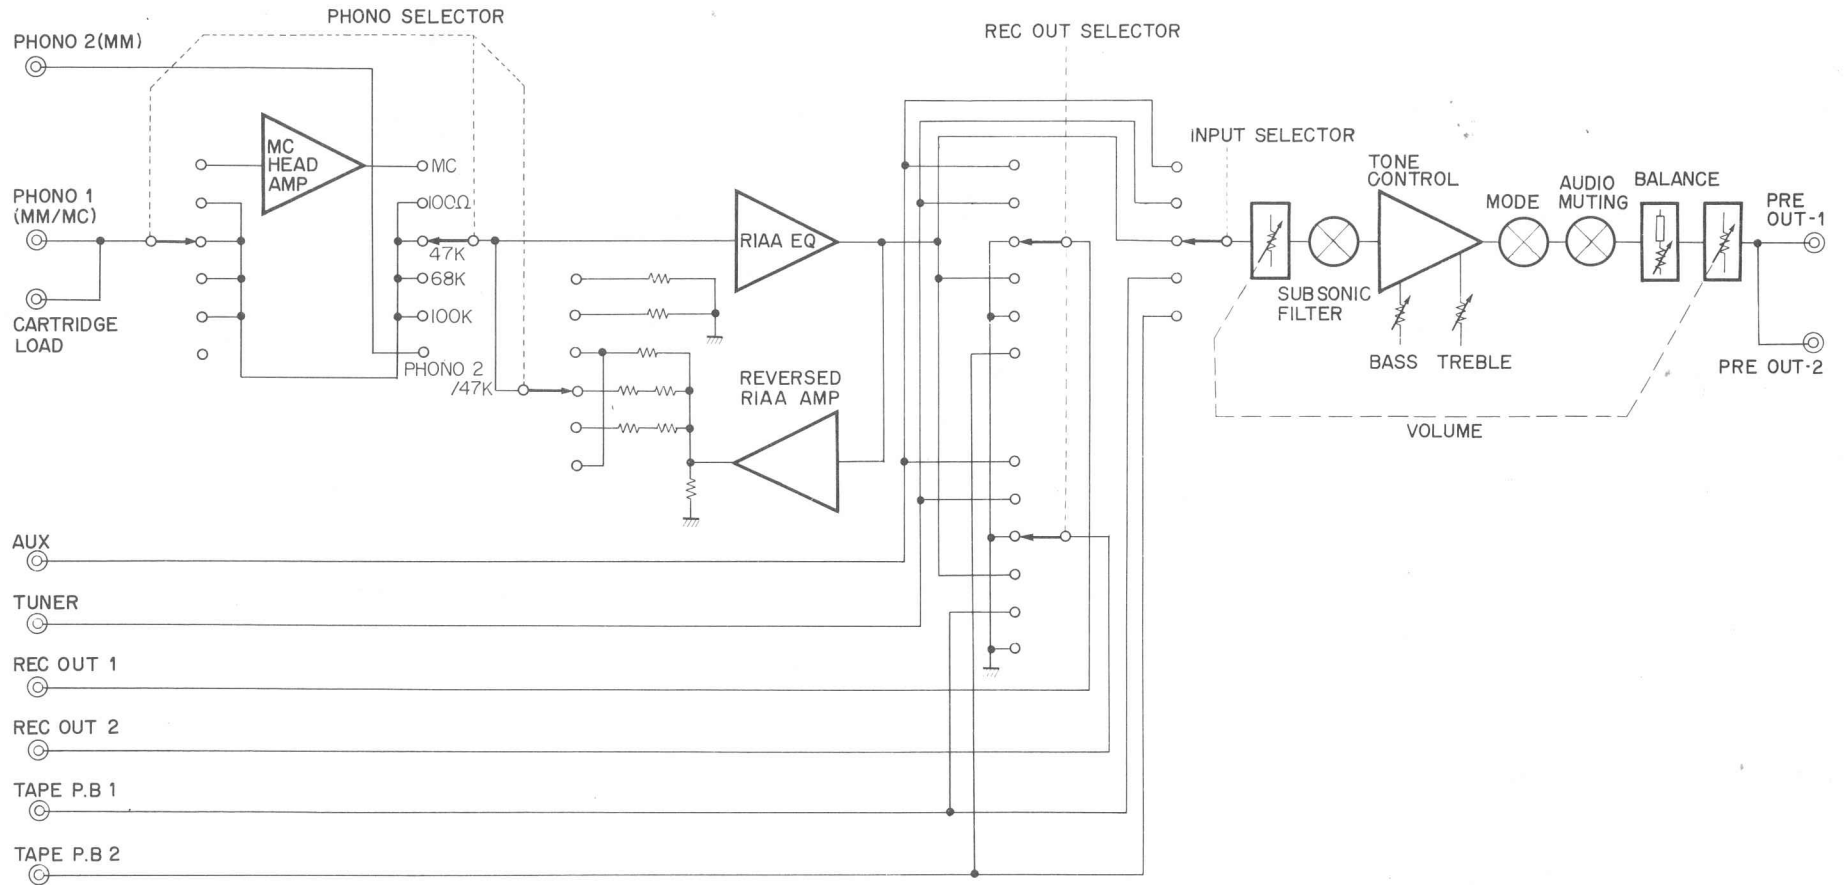 PHONO SELECTOR
REC OUT SELECTOR
PHONO 2(MM)
INPUT SELECTOR
MC
HEAD
AMP
MC
TONE
CONTROL
AUDIO
MUTING
BALANCE
PHONO 1
(MM/MC)
100Ω
MODE
PRE
OUT-1
RIAA EQ
47K
68K
SUBSONIC
FILTER
CARTRIDGE
LOAD
100K
PHONO 2
/47K
BASS
TREBLE
PRE OUT-2
REVERSED
RIAA AMP
VOLUME
AUX
TUNER
REC OUT 1
REC OUT 2
TAPE P.B 1
TAPE P.B 2